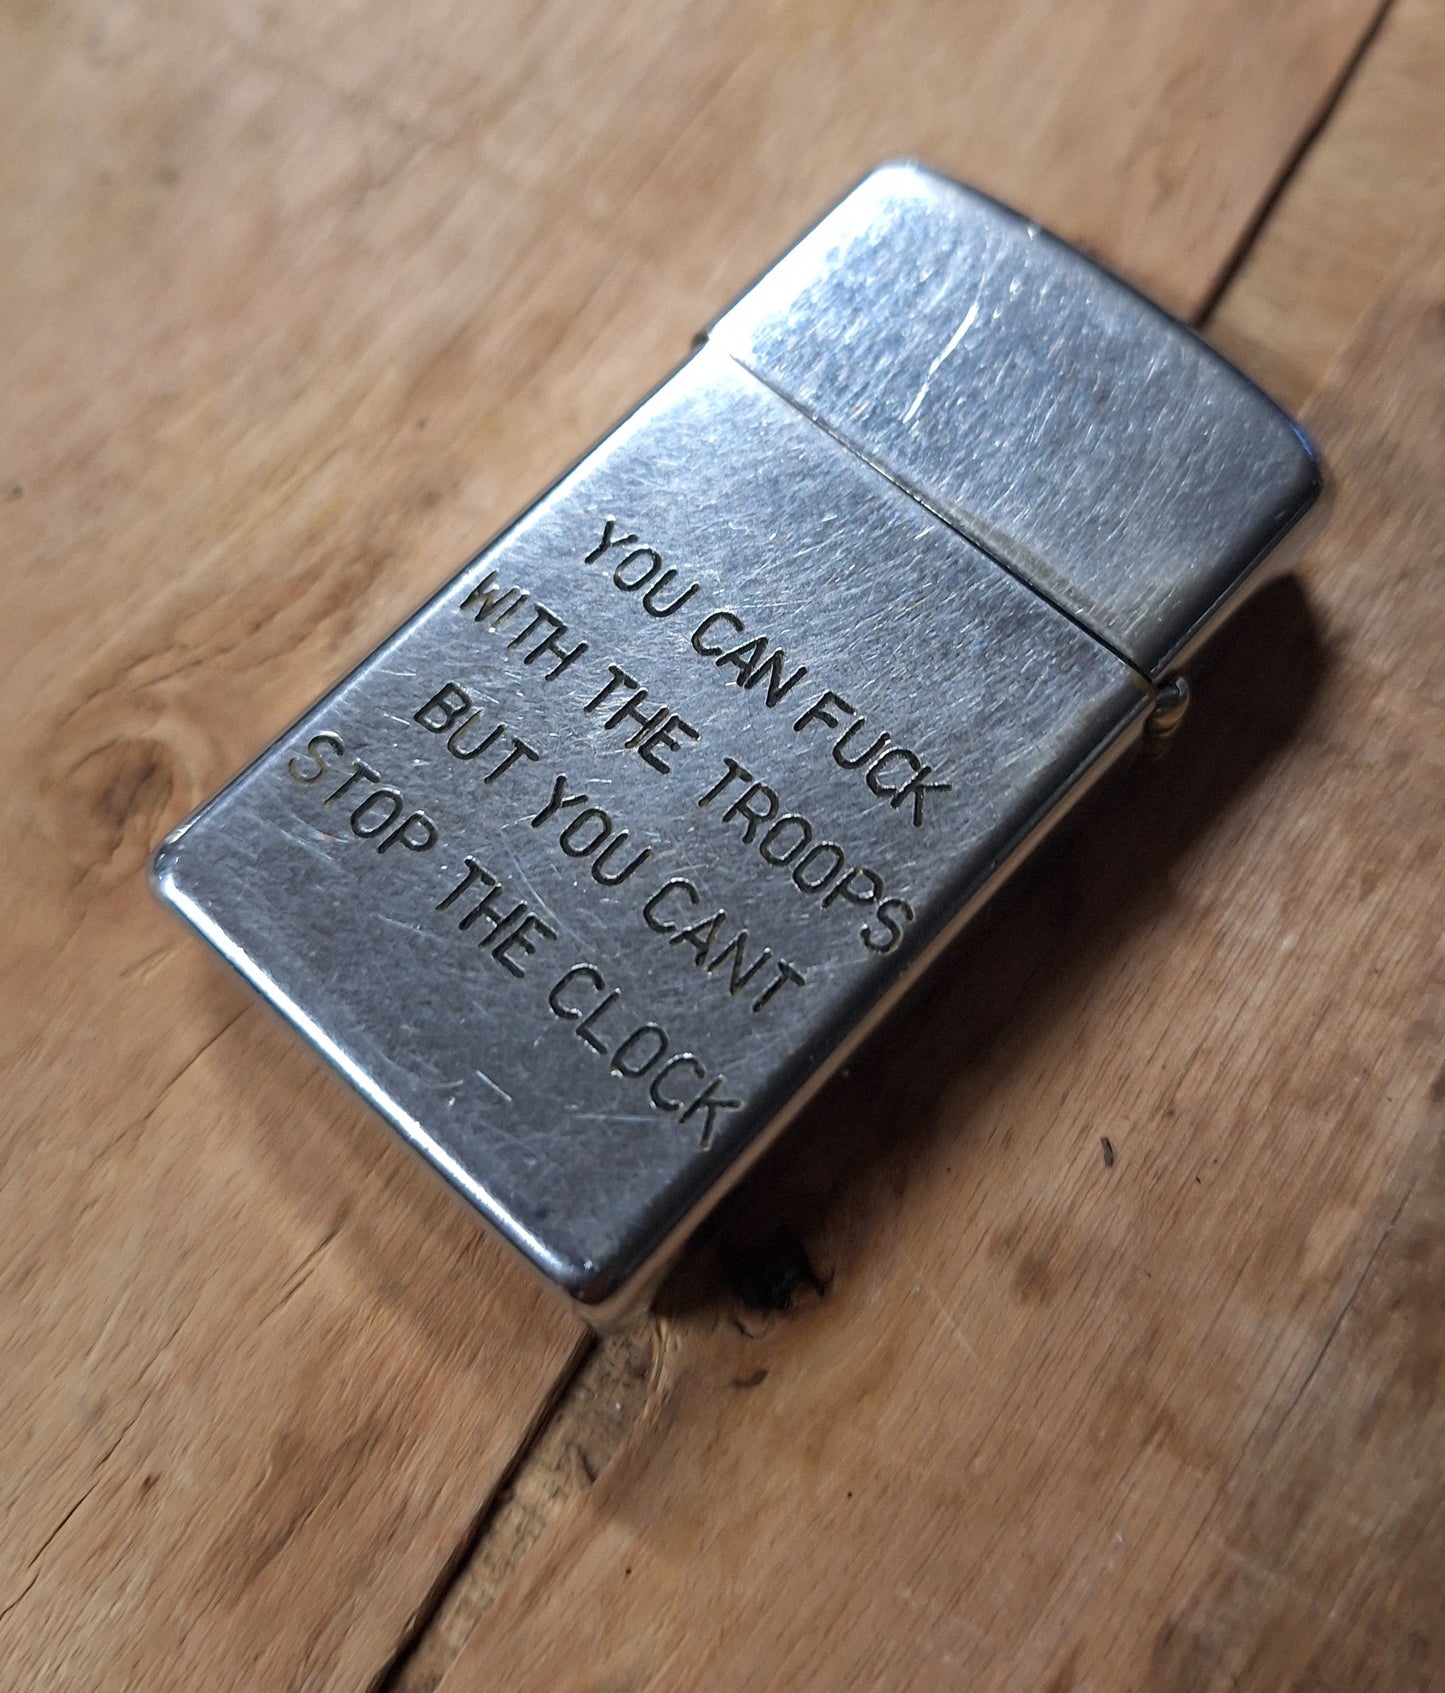 YOU CAN FUCK
WITH THE TROOPS
BUT YOU CANT
STOP THE CLOCK